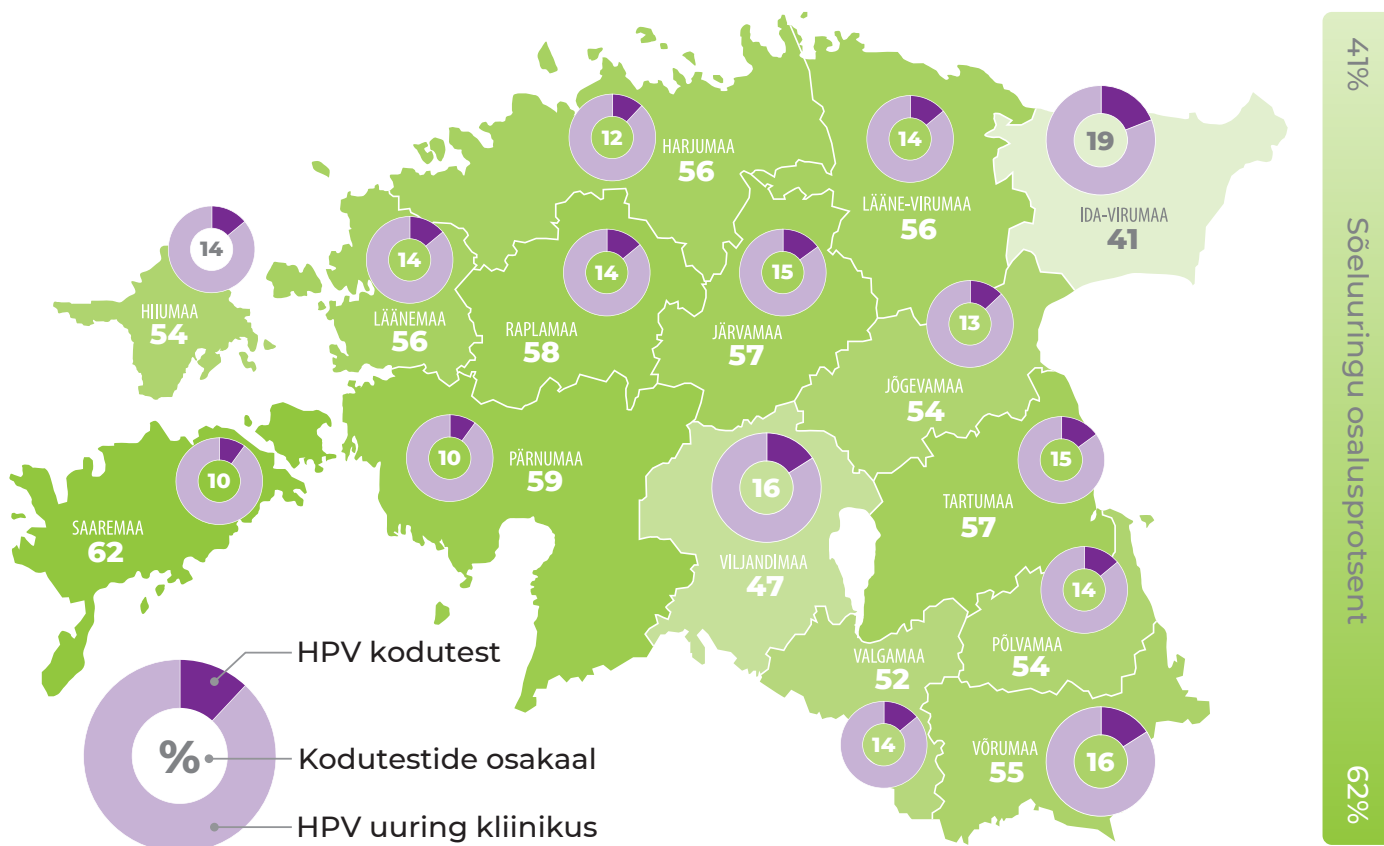 12
HARJUMAA
56
14
LÄÄNE-VIRUMAA
56
19
IDA-VIRUMAA
41
14
HIIUMAA
54
14
LÄÄNEMAA
56
14
RAPLAMAA
58
15
JÄRVAMAA
57
13
JÕGEVAMAA
54
10
SAAREMAA
62
10
PÄRNUMAA
59
16
VILJANDIMAA
47
15
TARTUMAA
57
14
PÕLVAMAA
54
VALGAMAA
52
14
VÕRUMAA
55
16
HPV kodutest
%
Kodutestide osakaal
HPV uuring kliinikus
41%
Sõeluuringu osalusprotsent
62%